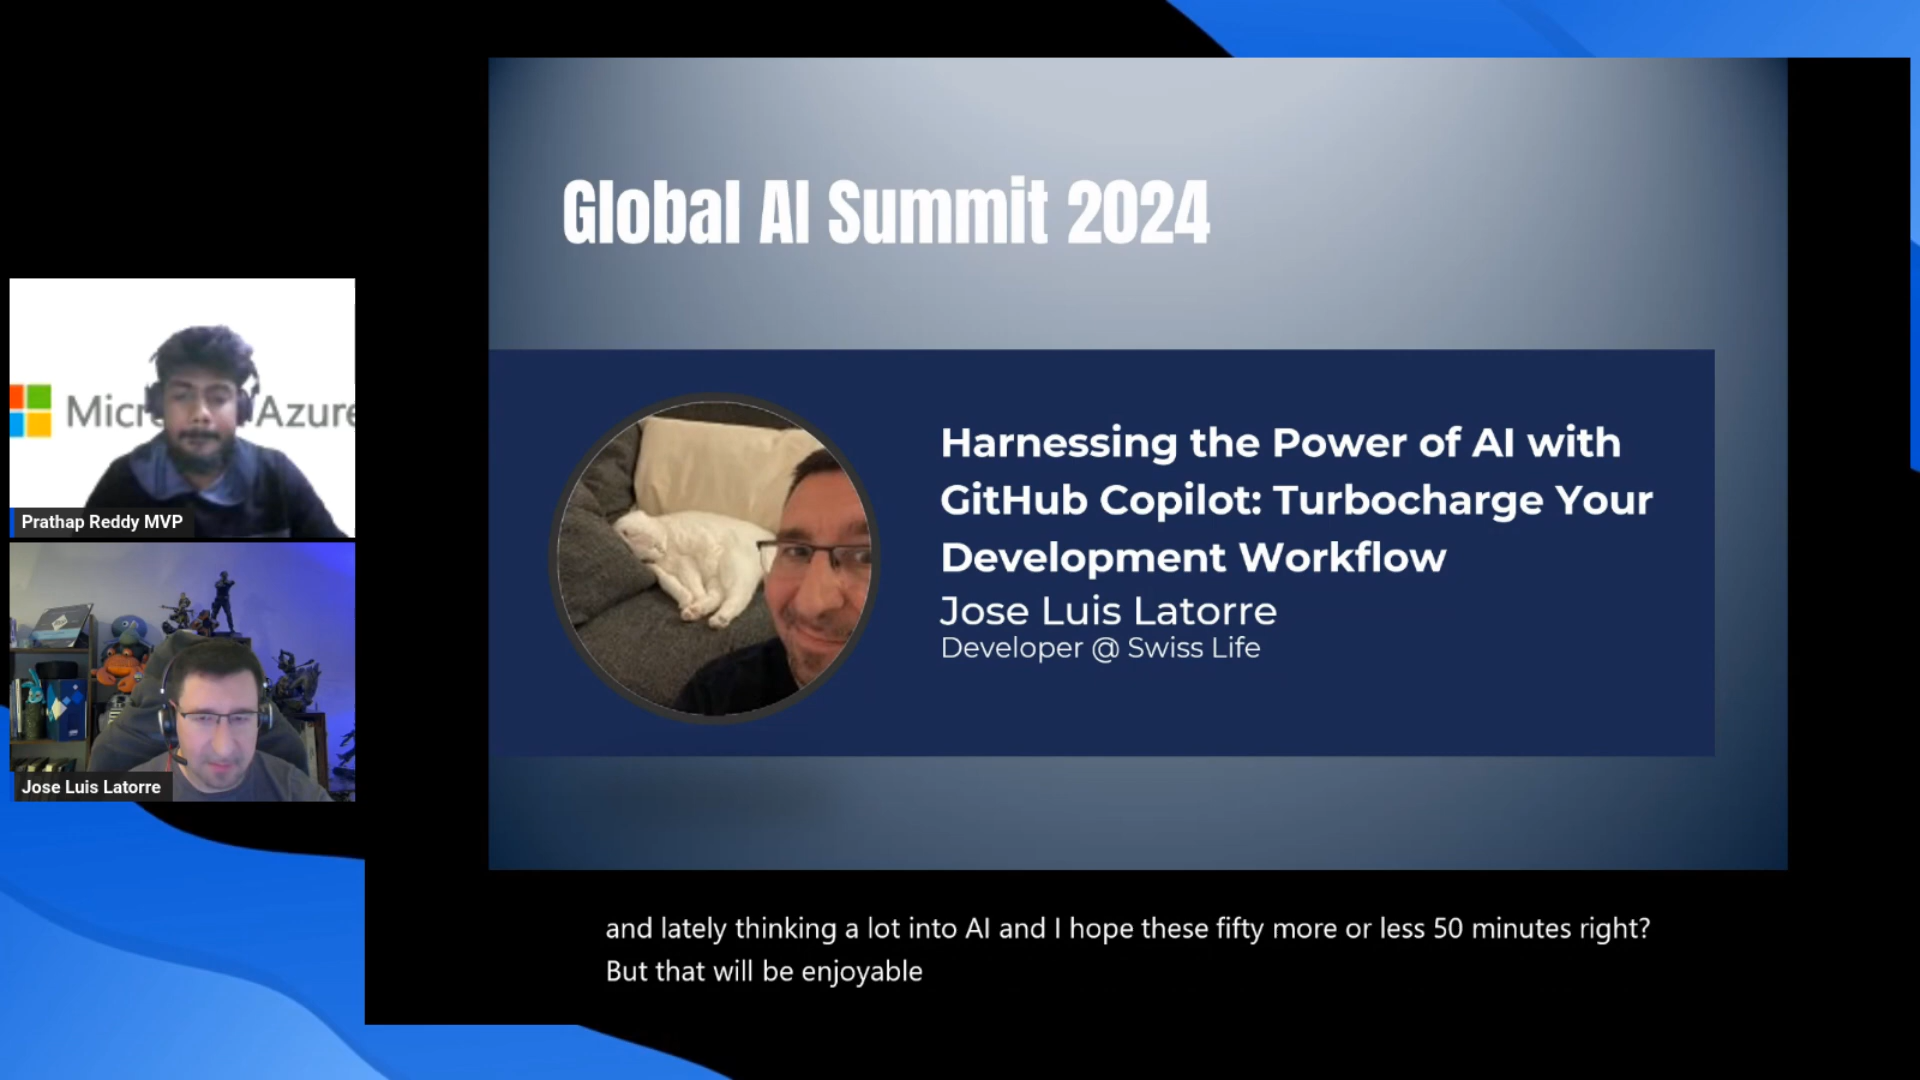 Global AI Summit 2024
Micr Azure
Prathap Reddy MVP
Harnessing the Power of AI with
GitHub Copilot: Turbocharge Your
Development Workflow
Jose Luis Latorre
Developer @ Swiss Life
Jose Luis Latorre
and lately thinking a lot into AI and I hope these fifty more or less 50 minutes right?
But that will be enjoyable